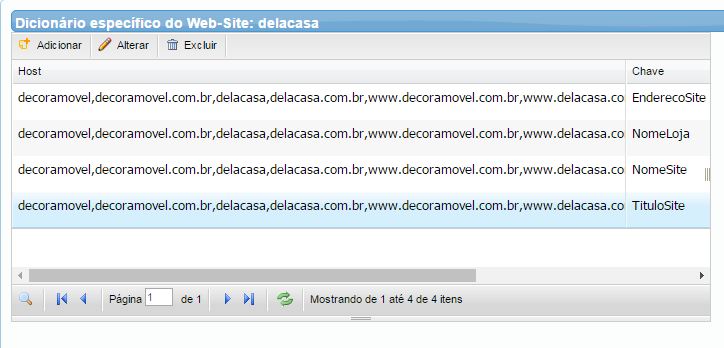 Dicionário específico do Web-Site: delacasa
Adicionar Alterar Excluir
Host Chave
decoramovel,decoramovel.com.br,delacasa,delacasa.com.br,www.decoramovel.com.br,www.delacasa.co EnderecoSite
decoramovel,decoramovel.com.br,delacasa,delacasa.com.br,www.decoramovel.com.br,www.delacasa.co NomeLoja
decoramovel,decoramovel.com.br,delacasa,delacasa.com.br,www.decoramovel.com.br,www.delacasa.co NomeSite
decoramovel,decoramovel.com.br,delacasa,delacasa.com.br,www.decoramovel.com.br,www.delacasa.co TituloSite
Página 1 de 1 Mostrando de 1 até 4 de 4 itens